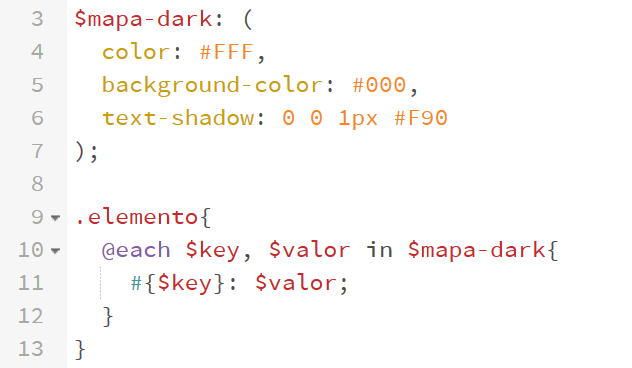 3 $mapa-dark: (
4   color: #FFF,
5   background-color: #000,
6   text-shadow: 0 0 1px #F90
7 );
8
9 .elemento{
10   @each $key, $valor in $mapa-dark{
11     #{$key}: $valor;
12   }
13 }